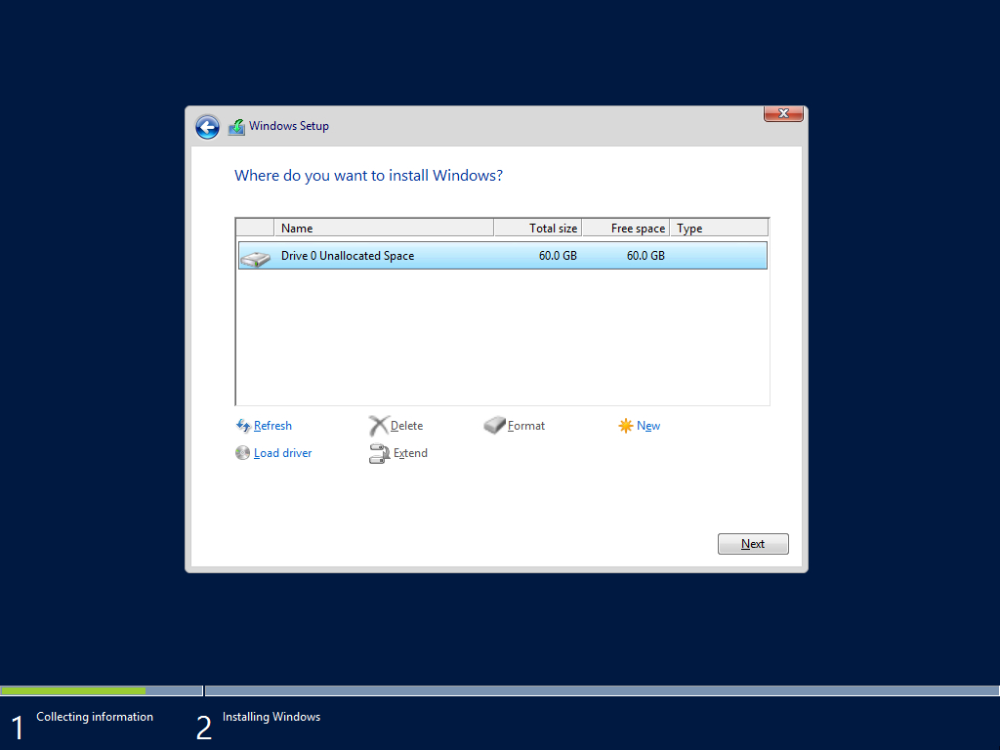 Windows Setup
Where do you want to install Windows?
Name Total size Free space Type
Drive 0 Unallocated Space 60.0 GB 60.0 GB
Refresh Delete Format New
Load driver Extend
Next
1 Collecting information 2 Installing Windows